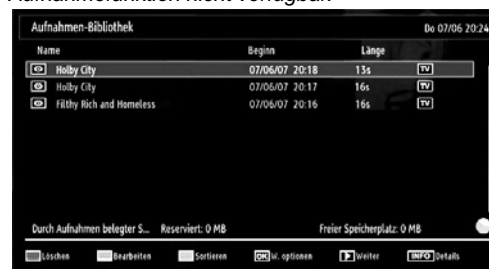 Aufnahmefunktion nicht verfügbar.
Aufnahmen-Bibliothek Do 07/06 20:24
Name Beginn Länge
Holby City 07/06/07 20:18 13s TV
Holby City 07/06/07 20:17 16s TV
Filthy Rich and Homeless 07/06/07 20:16 16s TV
Durch Aufnahmen belegter S... Reserviert: 0 MB Freier Speicherplatz: 0 MB
Löschen Bearbeiten Sortieren OK W. optionen Weiter INFO Details